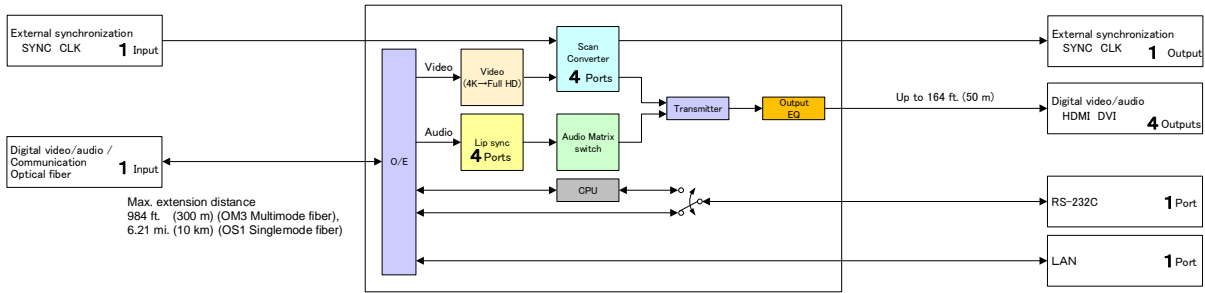 External synchronization
SYNC CLK 1 Input
Digital video/audio /
Communication
Optical fiber 1 Input
Max. extension distance
984 ft. (300 m) (OM3 Multimode fiber),
6.21 mi. (10 km) (OS1 Singlemode fiber)
O/E
Video
Video
(4K→Full HD)
Scan
Converter
4 Ports
Audio
Lip sync
4 Ports
Audio Matrix
switch
CPU
Transmitter
Output
EQ
Up to 164 ft. (50 m)
External synchronization
SYNC CLK 1 Output
Digital video/audio
HDMI DVI
4 Outputs
RS-232C 1 Port
LAN 1 Port